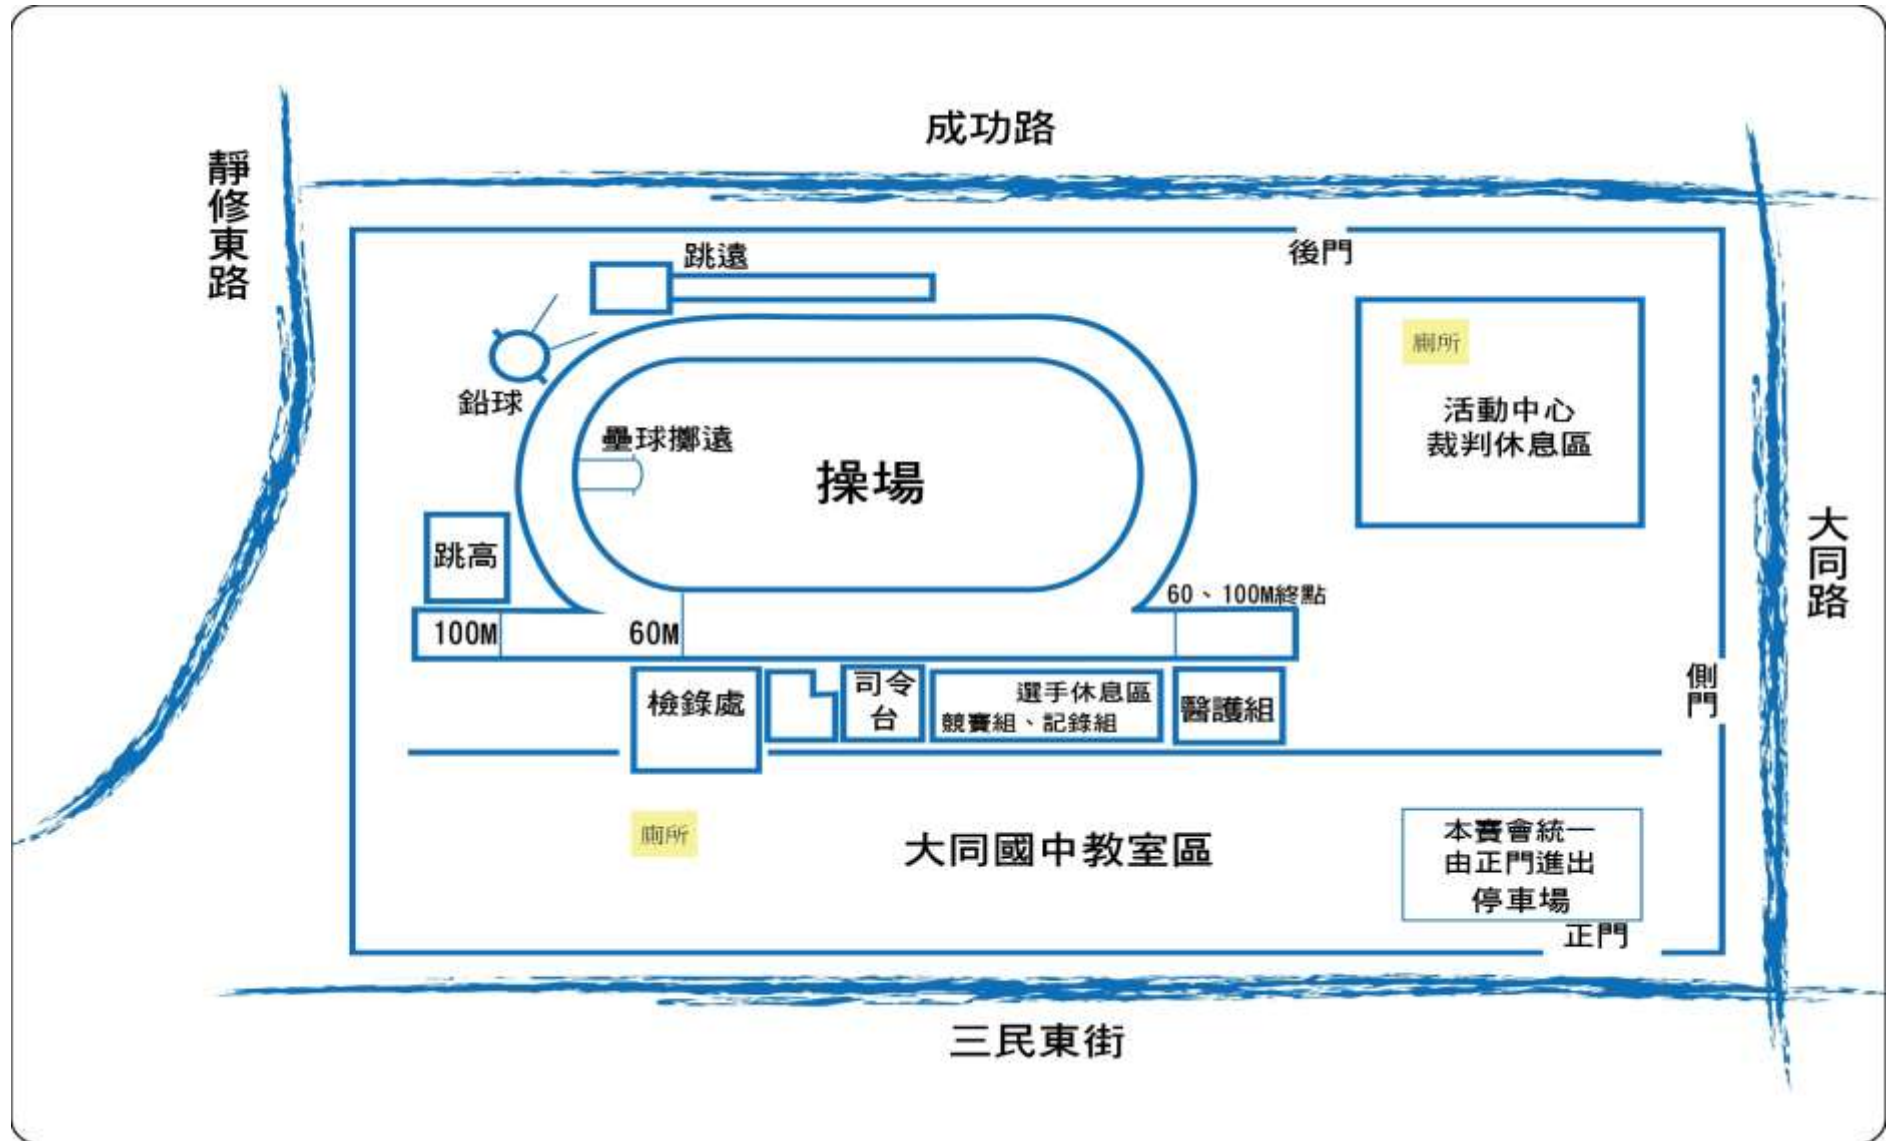 成功路
靜修東路
跳遠
後門
廁所
鉛球
活動中心
裁判休息區
壘球擲遠
操場
大同路
跳高
60、100M終點
100M
60M
檢錄處
司令
台
選手休息區
競賽組、記錄組
醫護組
側門
廁所
大同國中教室區
本賽會統一
由正門進出
停車場
正門
三民東街